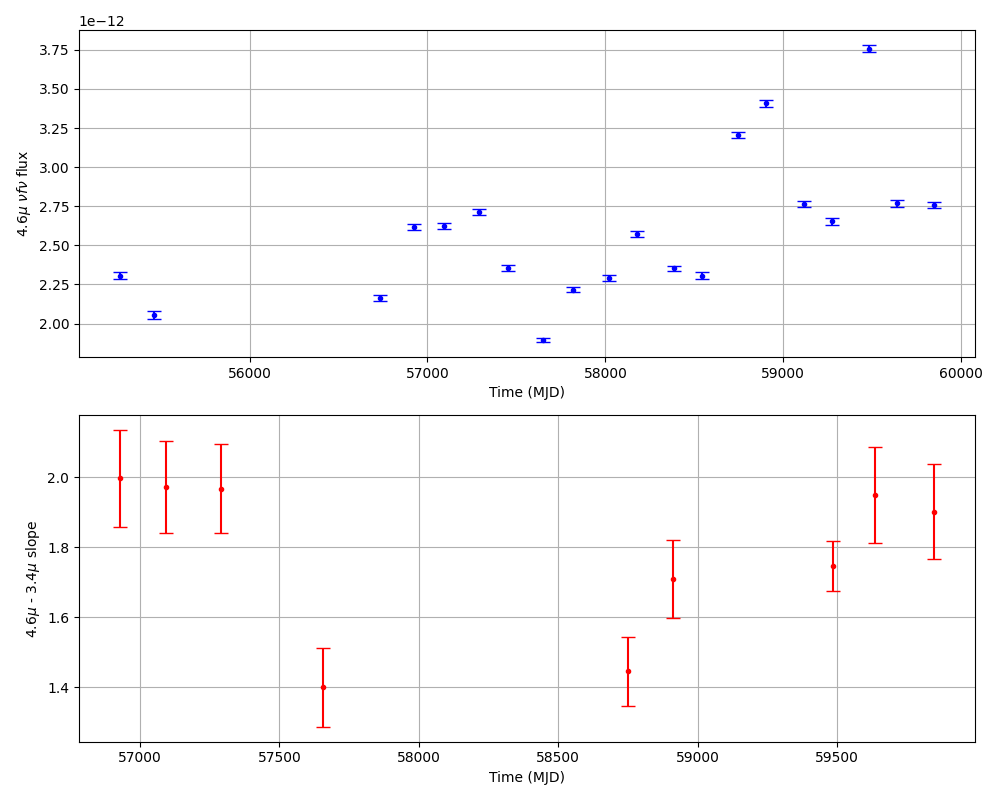 1e−12
3.75
3.50
3.25
3.00
2.75
2.50
2.25
2.00
4.6μ νfν flux
56000 57000 58000 59000 60000
Time (MJD)
2.0
1.8
1.6
1.4
4.6μ - 3.4μ slope
57000 57500 58000 58500 59000 59500
Time (MJD)